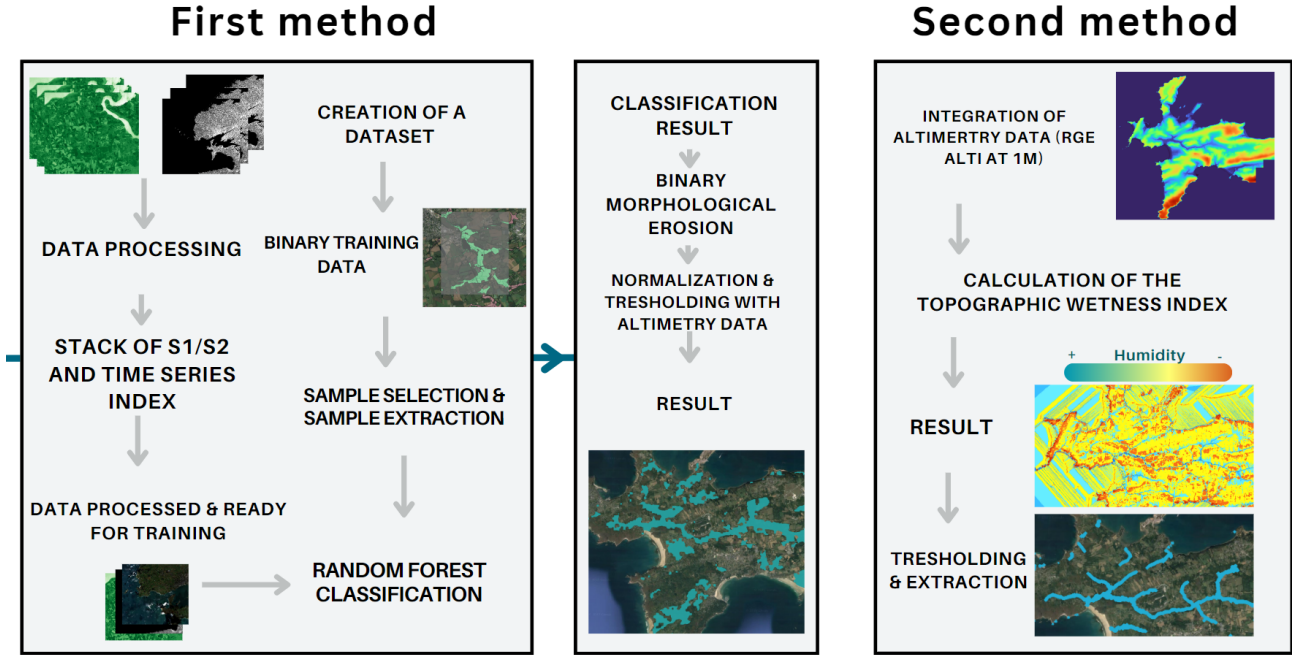 First method
Second method
CREATION OF A
DATASET
DATA PROCESSING
BINARY TRAINING
DATA
STACK OF S1/S2
AND TIME SERIES
INDEX
SAMPLE SELECTION &
SAMPLE EXTRACTION
DATA PROCESSED & READY
FOR TRAINING
RANDOM FOREST
CLASSIFICATION
CLASSIFICATION
RESULT
BINARY
MORPHOLOGICAL
EROSION
NORMALIZATION &
TRESHOLDING WITH
ALTIMETRY DATA
RESULT
INTEGRATION OF
ALTIMERTRY DATA (RGE
ALTI AT 1M)
CALCULATION OF THE
TOPOGRAPHIC WETNESS INDEX
+ Humidity -
RESULT
TRESHOLDING
& EXTRACTION